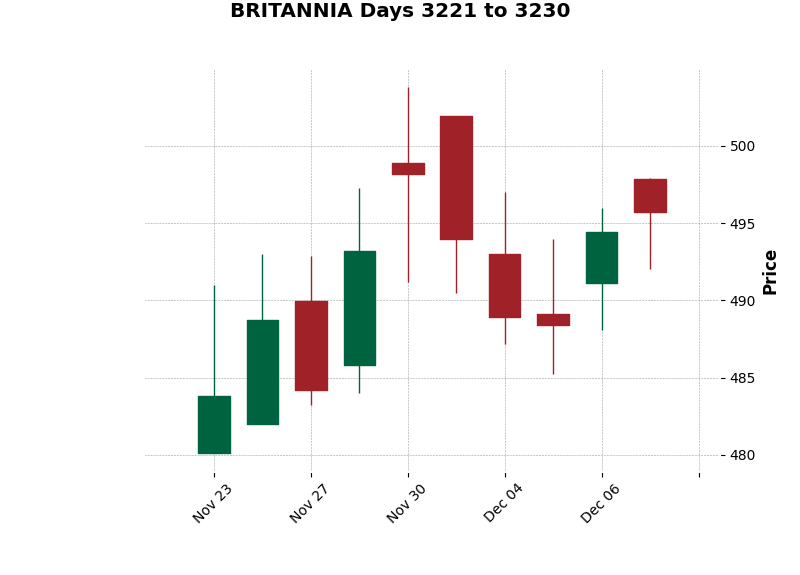 BRITANNIA Days 3221 to 3230
500
495
490
485
480
Price
Nov 23
Nov 27
Nov 30
Dec 04
Dec 06